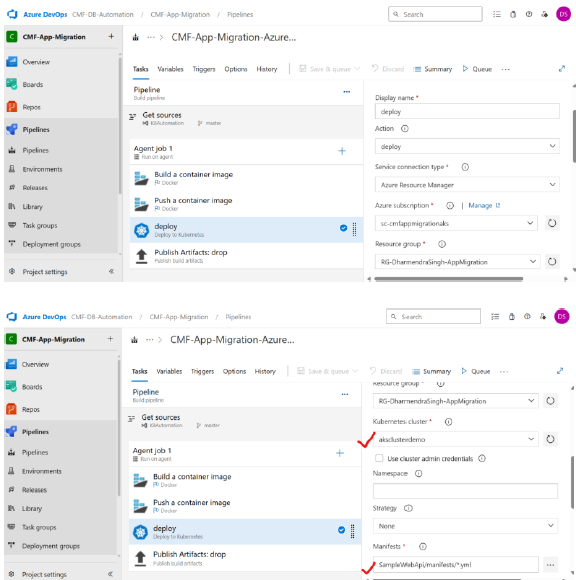 Azure DevOps CMF-DB-Automation / CMF-App-Migration / Pipelines
Search
DS
C CMF-App-Migration +
CMF-App-Migration-Azure...
Overview
Boards
Repos
Pipelines
Pipelines
Environments
Releases
Library
Task groups
Deployment groups
Project settings
Tasks Variables Triggers Options History
Save & queue Discard Summary Queue ...
Pipeline
Build pipeline
Get sources
K8Automation master
Agent job 1
Run on agent
Build a container image
Docker
Push a container image
Docker
deploy
Deploy to Kubernetes
Publish Artifacts: drop
Publish build artifacts
Display name *
deploy
Action
deploy
Service connection type *
Azure Resource Manager
Azure subscription * | Manage
sc-cmfappmigrationaks
Resource group *
RG-DharmendraSingh-AppMigration
Azure DevOps CMF-DB-Automation / CMF-App-Migration / Pipelines
Search
DS
C CMF-App-Migration +
CMF-App-Migration-Azure...
Overview
Boards
Repos
Pipelines
Pipelines
Environments
Releases
Library
Task groups
Deployment groups
Project settings
Tasks Variables Triggers Options History
Save & queue Discard Summary Queue ...
Pipeline
Build pipeline
Get sources
K8Automation master
Agent job 1
Run on agent
Build a container image
Docker
Push a container image
Docker
deploy
Deploy to Kubernetes
Publish Artifacts: drop
Publish build artifacts
Resource group *
RG-DharmendraSingh-AppMigration
Kubernetes cluster *
aksclusterdemo
Use cluster admin credentials
Namespace
Strategy
None
Manifests *
SampleWebApi/manifests/*.yml